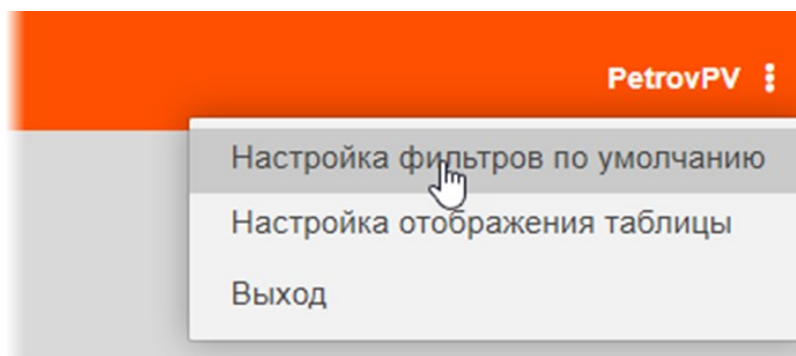 PetrovPV
Настройка фильтров по умолчанию
Настройка отображения таблицы
Выход